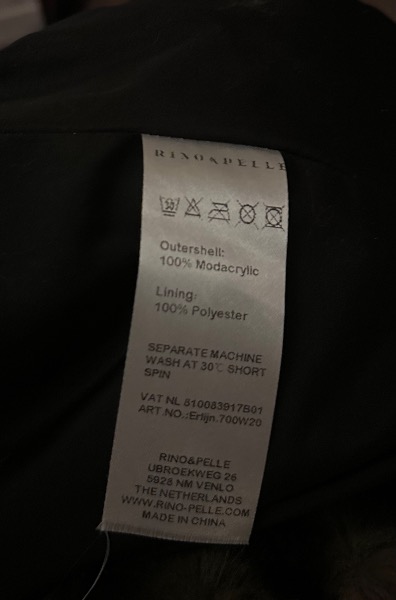 RINO&PELLE
Outershell:
100% Modacrylic
Lining:
100% Polyester
SEPARATE MACHINE
WASH AT 30℃ SHORT
SPIN
VAT NL 810083917B01
ART NO.:Erlijn.700W20
RINO&PELLE
UBROEKWEG 26
5928 NM VENLO
THE NETHERLANDS
WWW.RINO-PELLE.COM
MADE IN CHINA